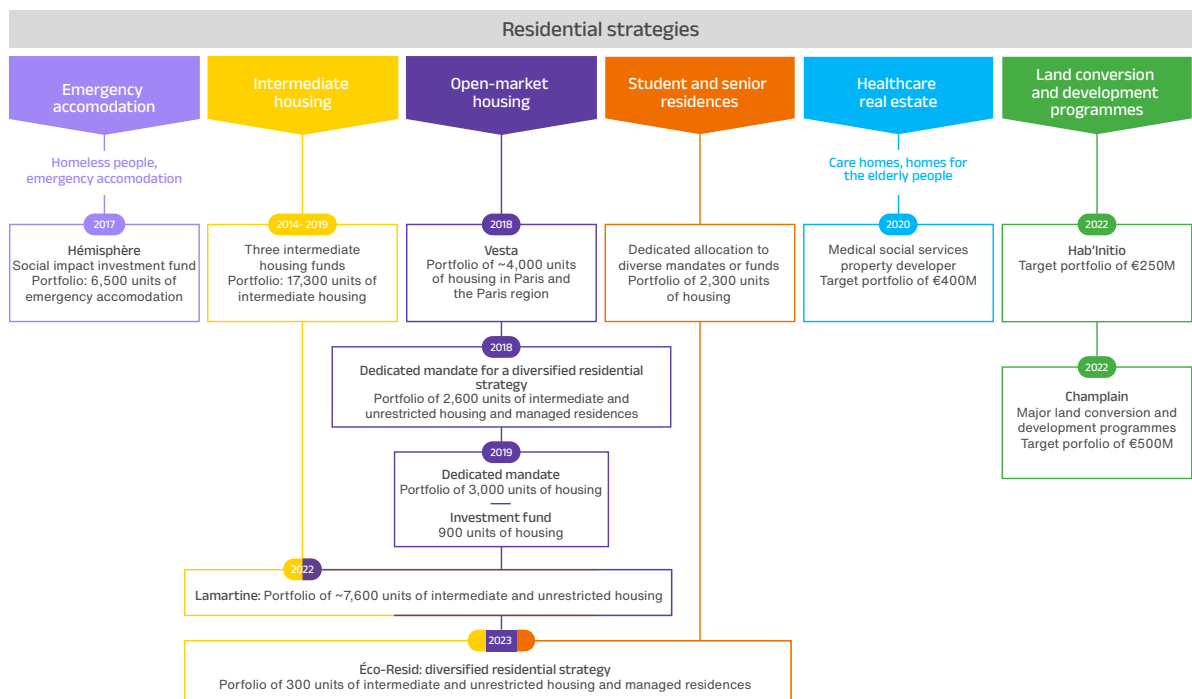 Residential strategies
Emergency
accomodation
Homeless people,
emergency accomodation
2017
Hémisphère
Social impact investment fund
Portfolio: 6,500 units of
emergency accomodation
Intermediate
housing
2014- 2019
Three intermediate
housing funds
Portfolio: 17,300 units of
intermediate housing
Open-market
housing
2018
Vesta
Portfolio of ~4,000 units
of housing in Paris and
the Paris region
Student and senior
residences
Dedicated allocation to
diverse mandates or funds
Portfolio of 2,300 units
of housing
Healthcare
real estate
Care homes, homes for
the elderly people
2020
Medical social services
property developer
Target portfolio of €400M
Land conversion
and development
programmes
2022
Hab'Initio
Target portfolio of €250M
2022
Champlain
Major land conversion and
development programmes
Target porfolio of €500M
2018
Dedicated mandate for a diversified residential
strategy
Portfolio of 2,600 units of intermediate and
unrestricted housing and managed residences
2019
Dedicated mandate
Portfolio of 3,000 units of housing
Investment fund
900 units of housing
2022
Lamartine: Portfolio of ~7,600 units of intermediate and unrestricted housing
2023
Éco-Resid: diversified residential strategy
Porfolio of 300 units of intermediate and unrestricted housing and managed residences